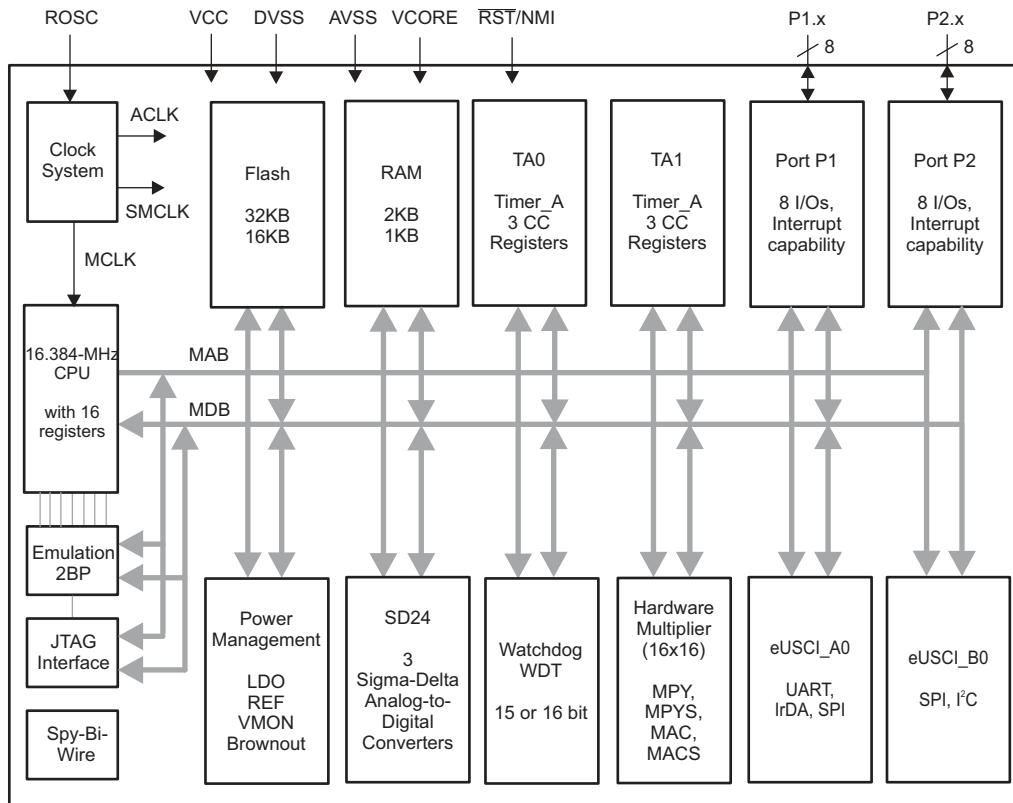 ROSC
VCC
DVSS
AVSS
VCORE
RST/NMI
P1.x
P2.x
8
8
Clock
System
ACLK
SMCLK
MCLK
Flash
32KB
16KB
RAM
2KB
1KB
TA0
Timer_A
3 CC
Registers
TA1
Timer_A
3 CC
Registers
Port P1
8 I/Os,
Interrupt
capability
Port P2
8 I/Os,
Interrupt
capability
16.384-MHz
CPU
with 16
registers
MAB
MDB
Emulation
2BP
JTAG
Interface
Spy-Bi-
Wire
Power
Management
LDO
REF
VMON
Brownout
SD24
3
Sigma-Delta
Analog-to-
Digital
Converters
Watchdog
WDT
15 or 16 bit
Hardware
Multiplier
(16x16)
MPY,
MPYS,
MAC,
MACS
eUSCI_A0
UART,
IrDA, SPI
eUSCI_B0
SPI, I²C